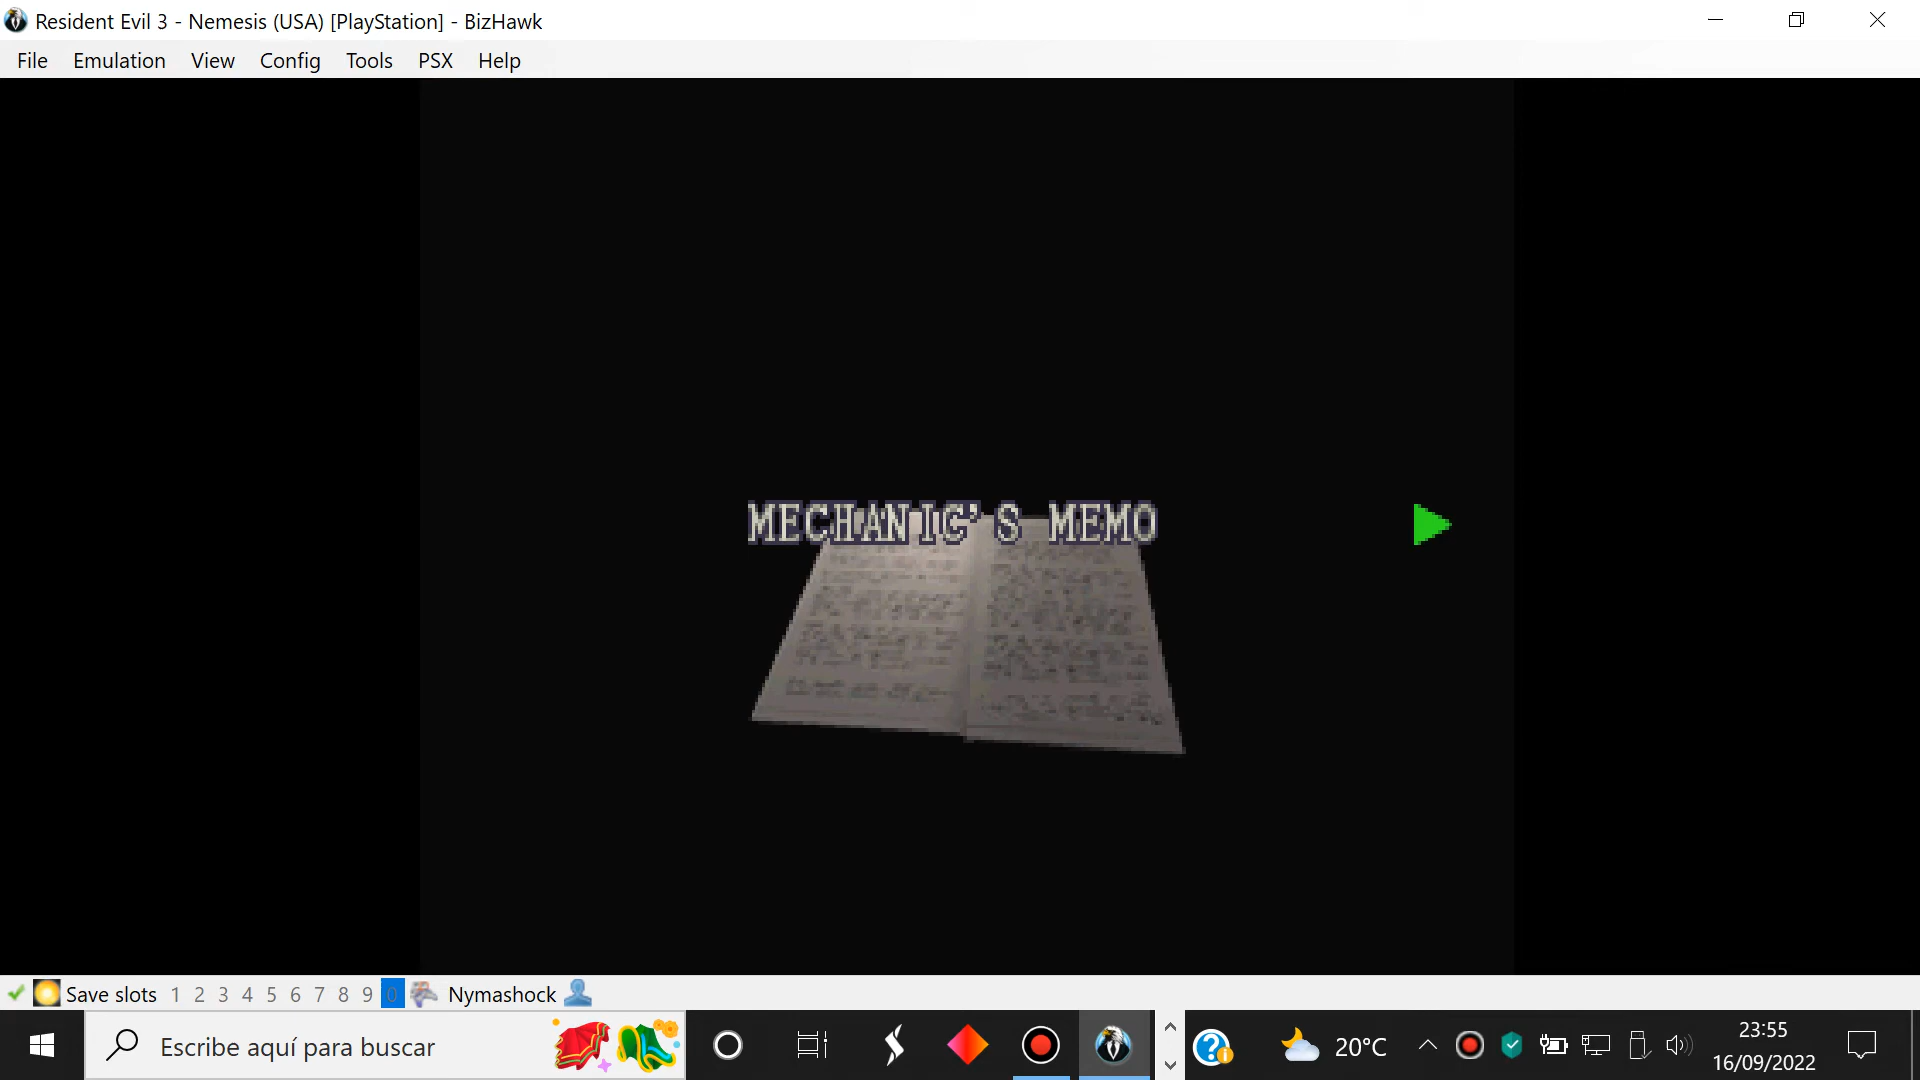 Resident Evil 3 - Nemesis (USA) [PlayStation] - BizHawk
File Emulation View Config Tools PSX Help
MECHANIC'S MEMO
Save slots 1 2 3 4 5 6 7 8 9 0 Nymashock
Escribe aquí para buscar
20°C
23:55
16/09/2022